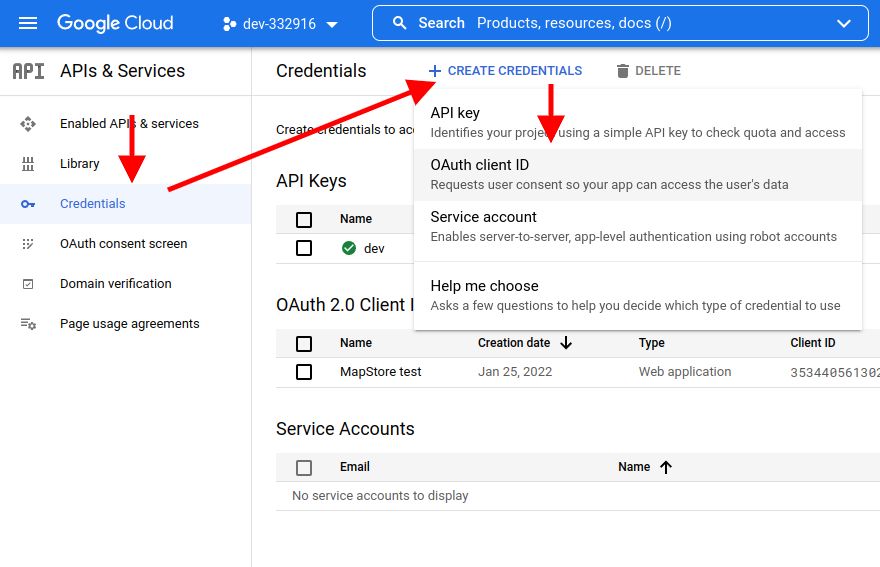 Google Cloud
dev-332916
Search Products, resources, docs (/)
API APIs & Services
Credentials
+ CREATE CREDENTIALS
DELETE
Enabled APIs & services
Library
Credentials
OAuth consent screen
Domain verification
Page usage agreements
Create credentials to
API key
Identifies your project using a simple API key to check quota and access
OAuth client ID
Requests user consent so your app can access the user's data
Service account
Enables server-to-server, app-level authentication using robot accounts
Help me choose
Asks a few questions to help you decide which type of credential to use
API Keys
Name
dev
OAuth 2.0 Client
Name Creation date Type Client ID
MapStore test Jan 25, 2022 Web application 353440561302
Service Accounts
Email Name
No service accounts to display